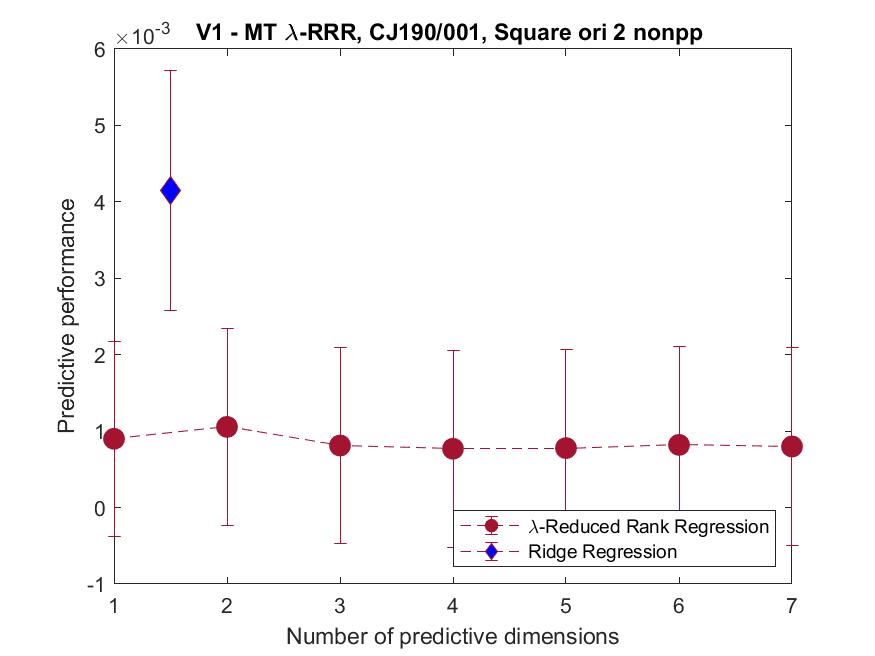 ×10-3
V1 - MT λ-RRR, CJ190/001, Square ori 2 nonpp
6
5
4
3
2
1
0
-1
Predictive performance
1 2 3 4 5 6 7
Number of predictive dimensions
λ-Reduced Rank Regression
Ridge Regression